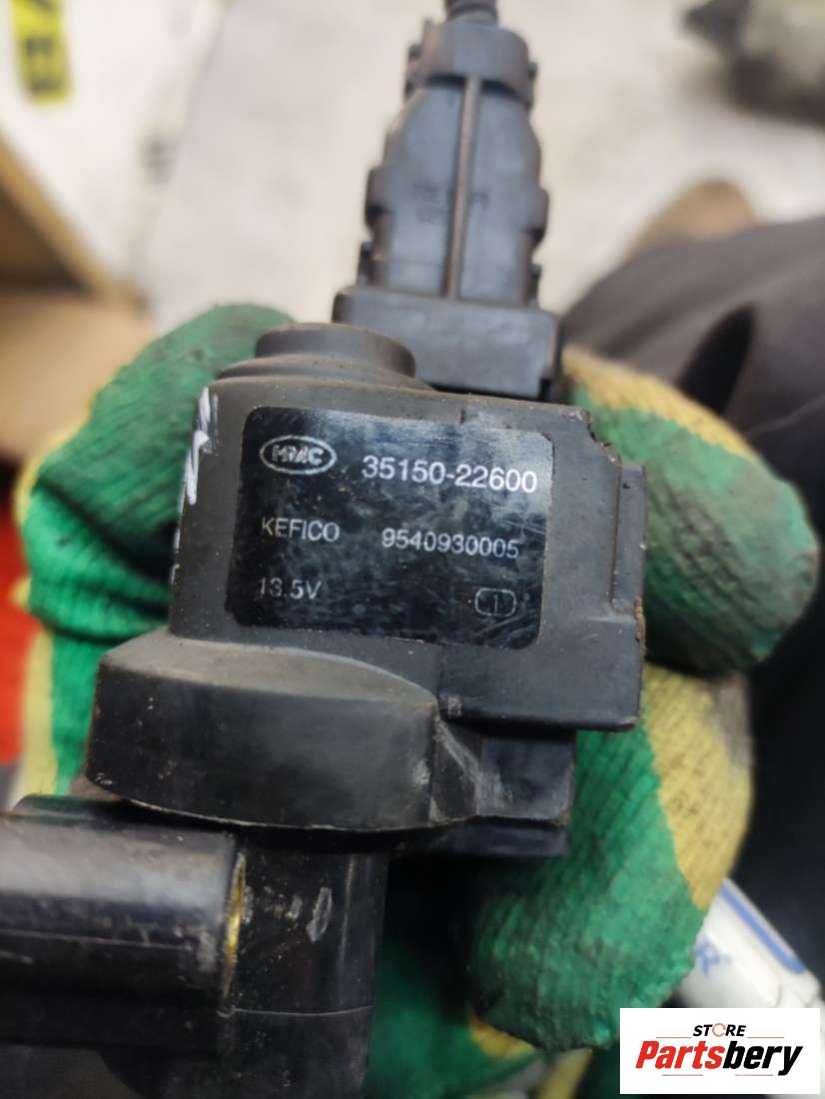 HMC 35150-22600
KEFICO 9540930005
13.5V 1
STORE
Partsbery